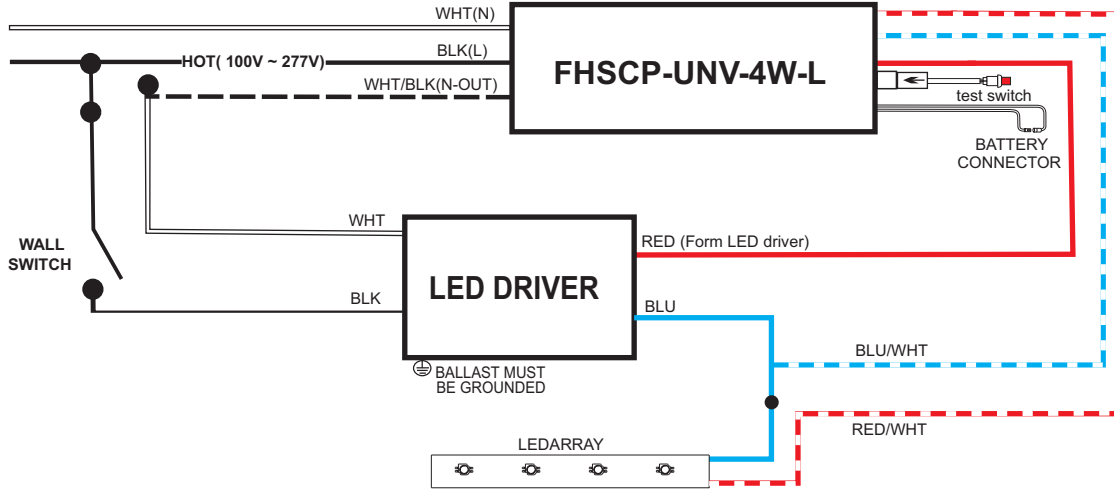 WHT(N)
BLK(L)
HOT( 100V ~ 277V)
WHT/BLK(N-OUT)
FHSCP-UNV-4W-L
test switch
BATTERY
CONNECTOR
WHT
WALL
SWITCH
RED (Form LED driver)
LED DRIVER
BLK
BLU
BLU/WHT
BALLAST MUST
BE GROUNDED
RED/WHT
LEDARRAY